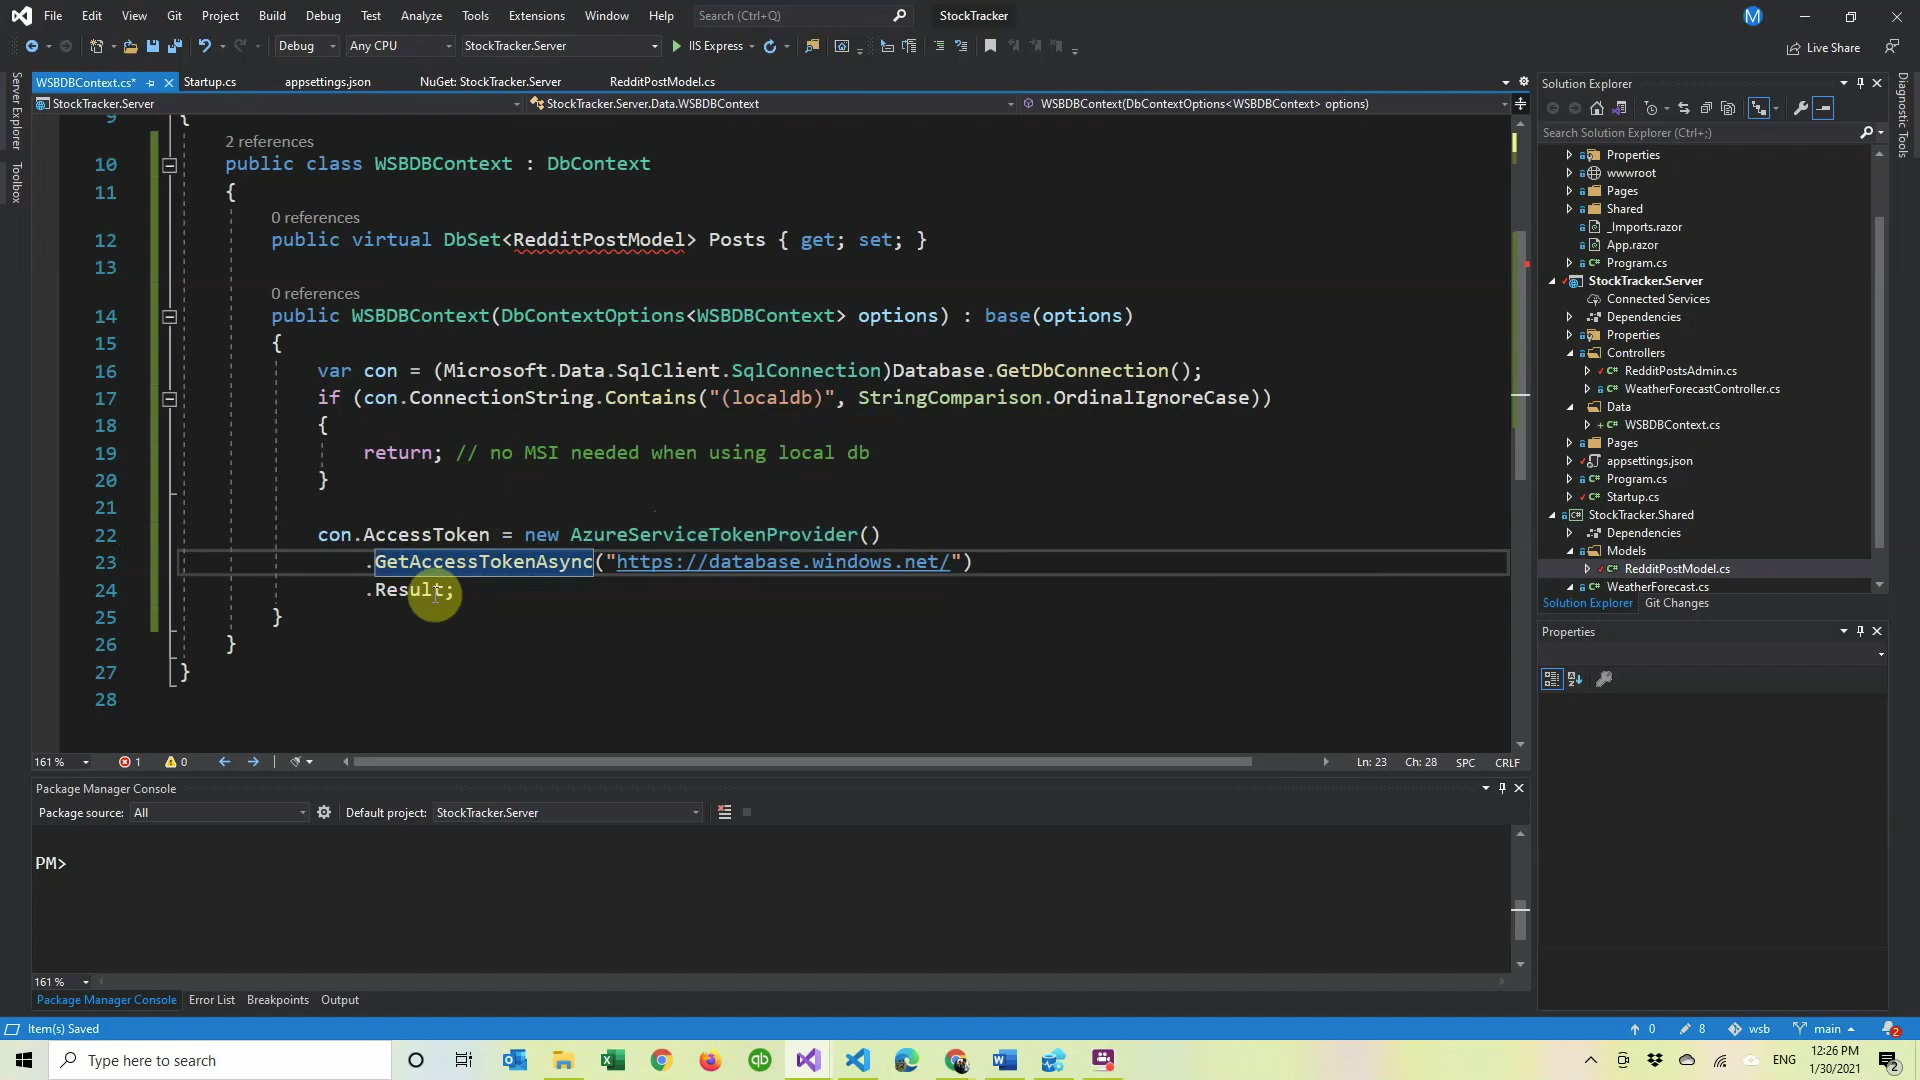 File Edit View Git Project Build Debug Test Analyze Tools Extensions Window Help Search (Ctrl+Q) StockTracker M
Debug Any CPU StockTracker.Server IIS Express Live Share
WSBDBContext.cs* Startup.cs appsettings.json NuGet: StockTracker.Server RedditPostModel.cs
StockTracker.Server StockTracker.Server.Data.WSBDBContext WSBDBContext(DbContextOptions<WSBDBContext> options)
Server Explorer
Toolbox
9 {
2 references
10 public class WSBDBContext : DbContext
11 {
0 references
12 public virtual DbSet<RedditPostModel> Posts { get; set; }
13
0 references
14 public WSBDBContext(DbContextOptions<WSBDBContext> options) : base(options)
15 {
16 var con = (Microsoft.Data.SqlClient.SqlConnection)Database.GetDbConnection();
17 if (con.ConnectionString.Contains("(localdb)", StringComparison.OrdinalIgnoreCase))
18 {
19 return; // no MSI needed when using local db
20 }
21
22 con.AccessToken = new AzureServiceTokenProvider()
23 .GetAccessTokenAsync("https://database.windows.net/")
24 .Result;
25 }
26 }
27 }
28
161 % 1 0 Ln: 23 Ch: 28 SPC CRLF
Package Manager Console
Package source: All Default project: StockTracker.Server
PM>
161 %
Package Manager Console Error List Breakpoints Output
Solution Explorer
Search Solution Explorer (Ctrl+;)
Properties
wwwroot
Pages
Shared
_Imports.razor
App.razor
C# Program.cs
StockTracker.Server
Connected Services
Dependencies
Properties
Controllers
C# RedditPostsAdmin.cs
C# WeatherForecastController.cs
Data
C# WSBDBContext.cs
Pages
appsettings.json
C# Program.cs
C# Startup.cs
C# StockTracker.Shared
Dependencies
Models
C# RedditPostModel.cs
C# WeatherForecast.cs
Solution Explorer Git Changes
Properties
Diagnostic Tools
Item(s) Saved 0 8 wsb main 2
Type here to search ENG 12:26 PM
1/30/2021 2